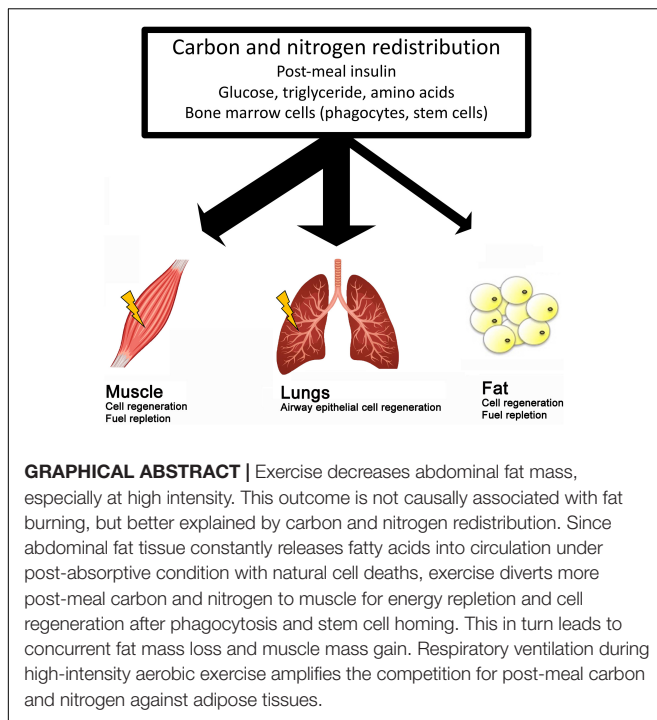 Carbon and nitrogen redistribution
Post-meal insulin
Glucose, triglyceride, amino acids
Bone marrow cells (phagocytes, stem cells)
Muscle
Cell regeneration
Fuel repletion
Lungs
Airway epithelial cell regeneration
Fat
Cell regeneration
Fuel repletion
GRAPHICAL ABSTRACT | Exercise decreases abdominal fat mass,
especially at high intensity. This outcome is not causally associated with fat
burning, but better explained by carbon and nitrogen redistribution. Since
abdominal fat tissue constantly releases fatty acids into circulation under
post-absorptive condition with natural cell deaths, exercise diverts more
post-meal carbon and nitrogen to muscle for energy repletion and cell
regeneration after phagocytosis and stem cell homing. This in turn leads to
concurrent fat mass loss and muscle mass gain. Respiratory ventilation during
high-intensity aerobic exercise amplifies the competition for post-meal carbon
and nitrogen against adipose tissues.